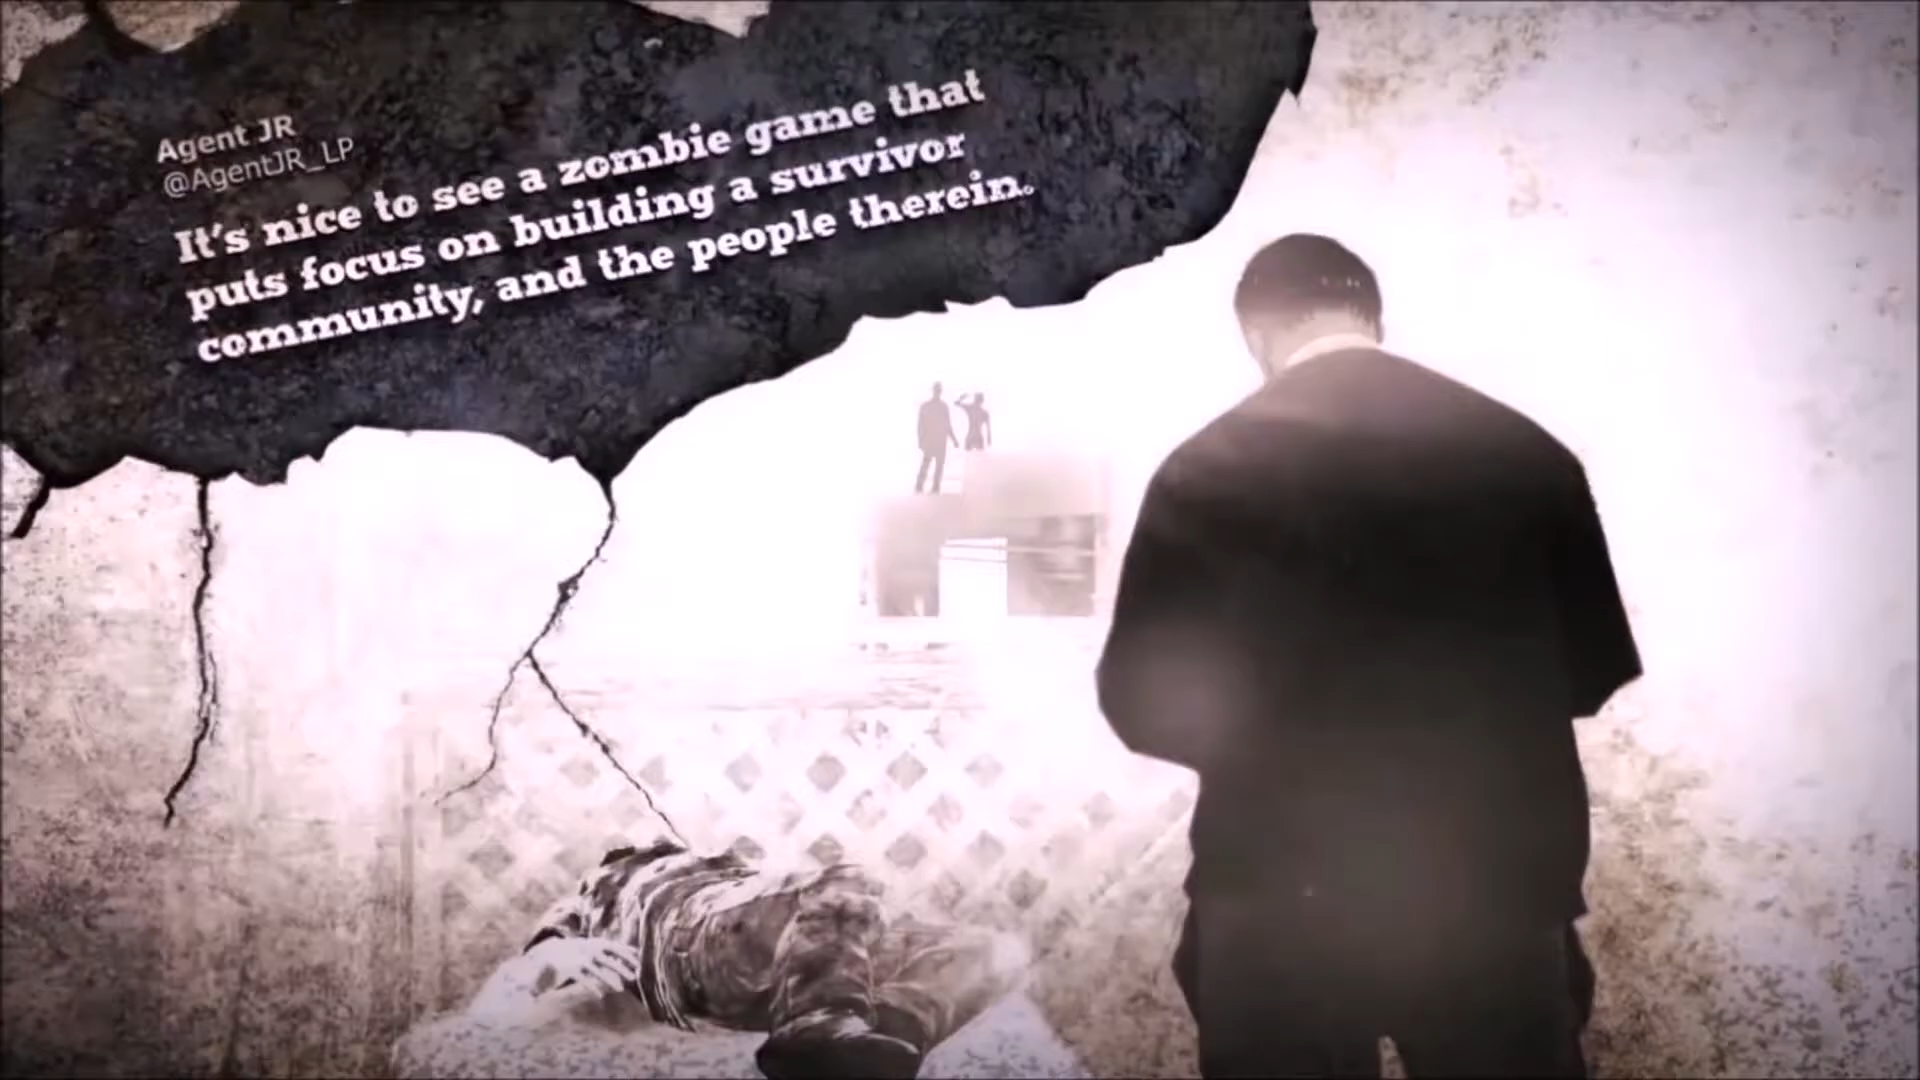 Agent JR
@AgentJR_LP
It's nice to see a zombie game that
puts focus on building a survivor
community, and the people therein.